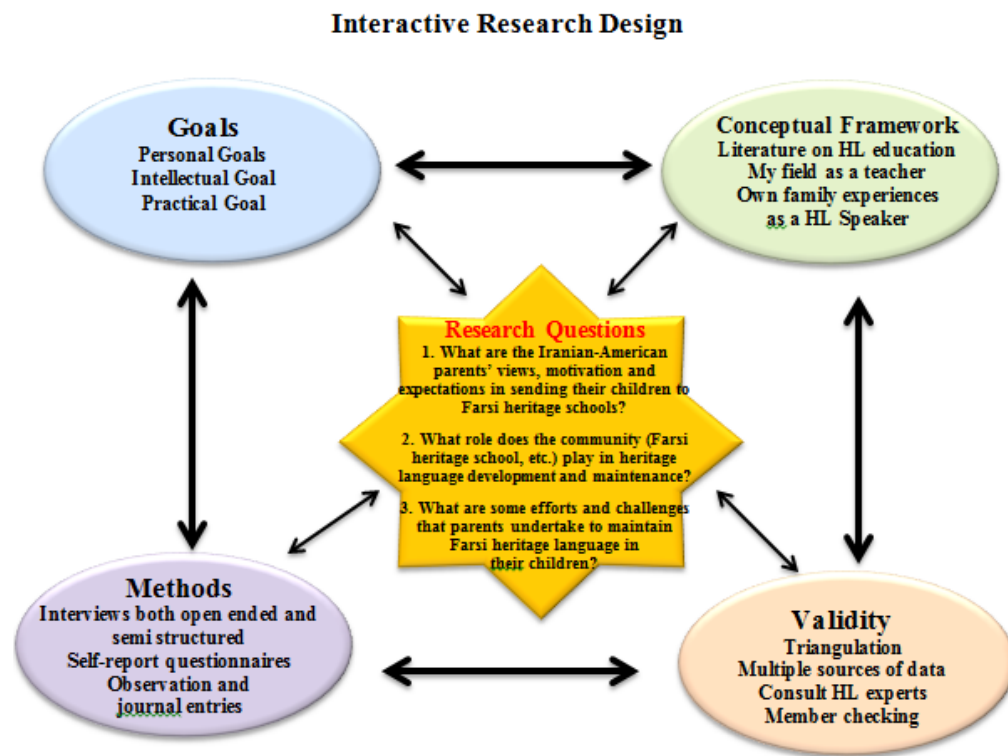 Interactive Research Design
Goals
Personal Goals
Intellectual Goal
Practical Goal
Conceptual Framework
Literature on HL education
My field as a teacher
Own family experiences
as a HL Speaker
Research Questions
1. What are the Iranian-American
parents' views, motivation and
expectations in sending their children to
Farsi heritage schools?
2. What role does the community (Farsi
heritage school, etc.) play in heritage
language development and maintenance?
3. What are some efforts and challenges
that parents undertake to maintain
Farsi heritage language in
their children?
Methods
Interviews both open ended and
semi structured
Self-report questionnaires
Observation and
journal entries
Validity
Triangulation
Multiple sources of data
Consult HL experts
Member checking